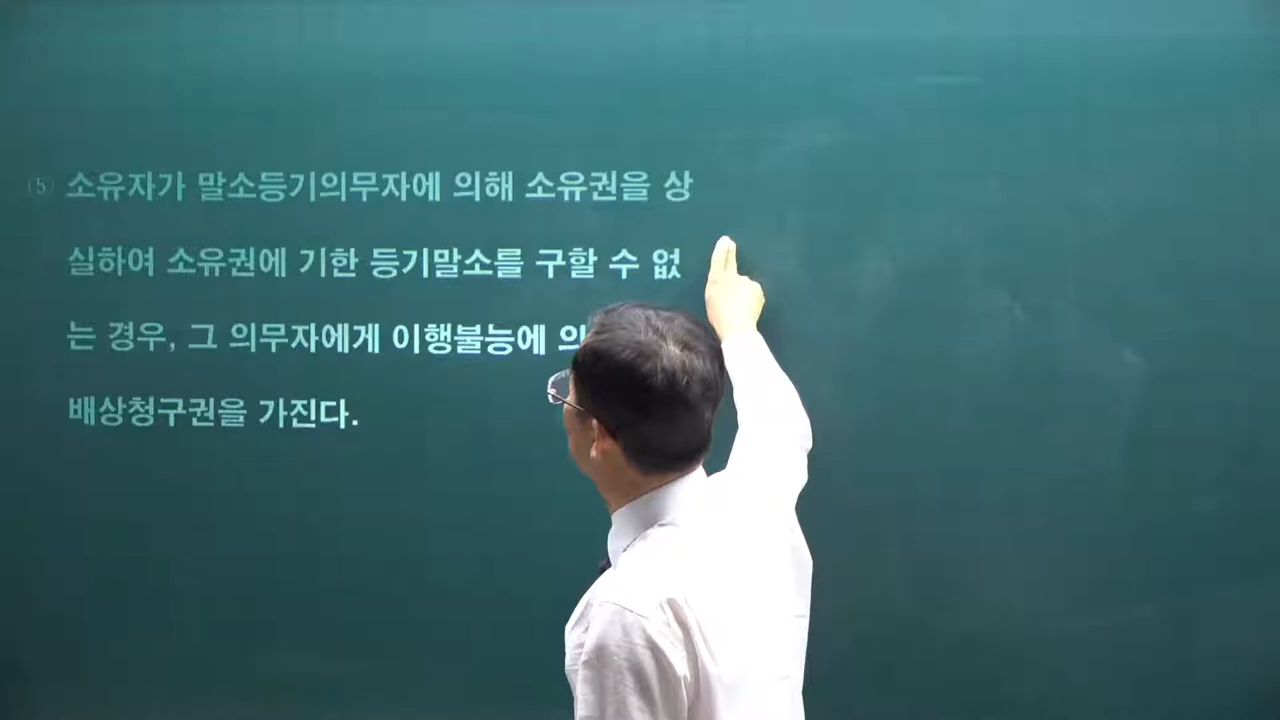 (5) 소유자가 말소등기의무자에 의해 소유권을 상
실하여 소유권에 기한 등기말소를 구할 수 없
는 경우, 그 의무자에게 이행불능에 의
배상청구권을 가진다.